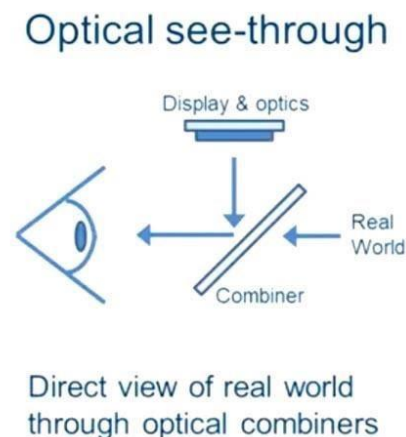 Optical see-through
Display & optics
Real
World
Combiner
Direct view of real world
through optical combiners